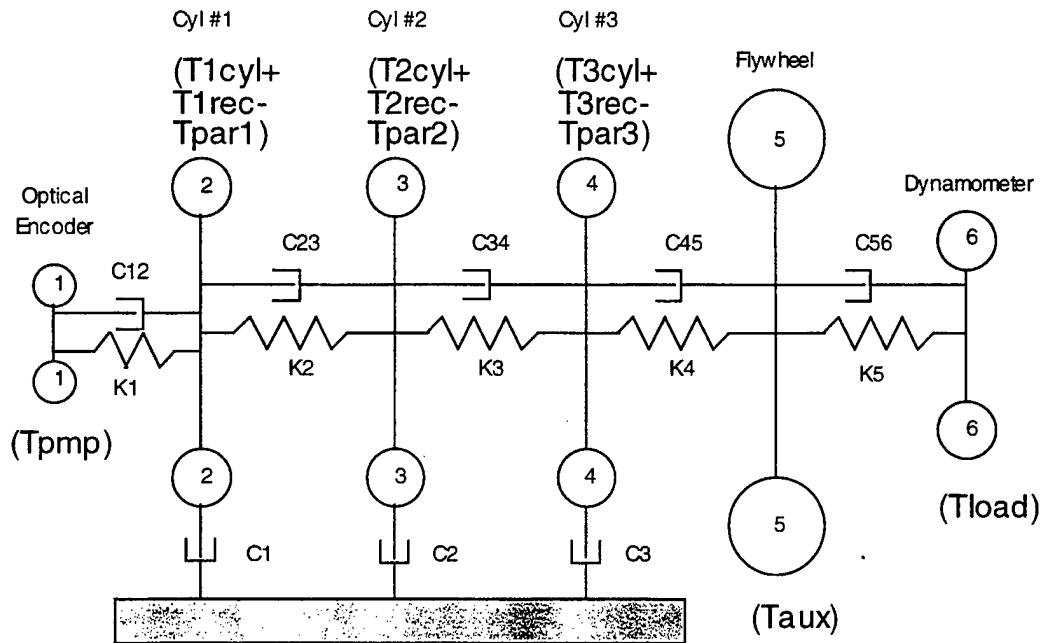 Cyl #1
Cyl #2
Cyl #3
(T1cyl+
T1rec-
Tpar1)
(T2cyl+
T2rec-
Tpar2)
(T3cyl+
T3rec-
Tpar3)
Flywheel
5
Optical
Encoder
2
3
4
Dynamometer
6
1
C12
C23
C34
C45
C56
1
K1
K2
K3
K4
K5
(Tpmp)
6
2
3
4
5
(Tload)
C1
C2
C3
(Taux)